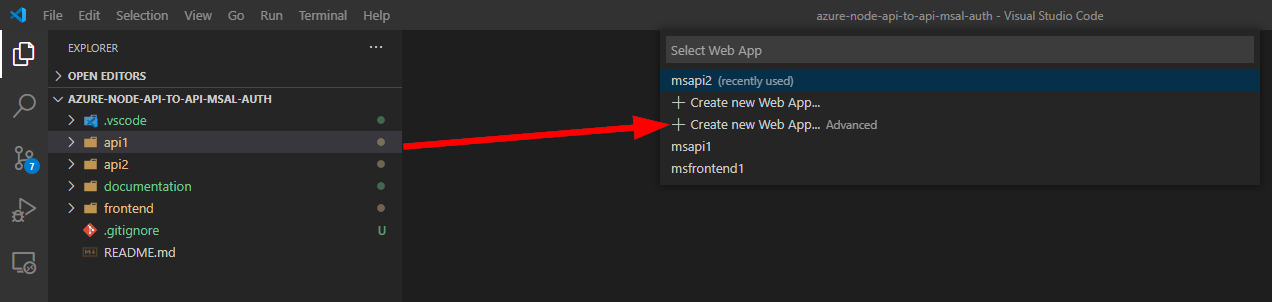 File Edit Selection View Go Run Terminal Help azure-node-api-to-api-msal-auth - Visual Studio Code
EXPLORER ...
OPEN EDITORS
AZURE-NODE-API-TO-API-MSAL-AUTH
.vscode
api1
api2
documentation
frontend
.gitignore U
README.md
7
Select Web App
msapi2 (recently used)
+ Create new Web App...
+ Create new Web App... Advanced
msapi1
msfrontend1